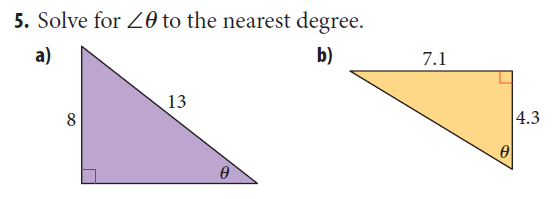 5. Solve for ∠θ to the nearest degree.
a)
8
13
θ
b)
7.1
4.3
θ